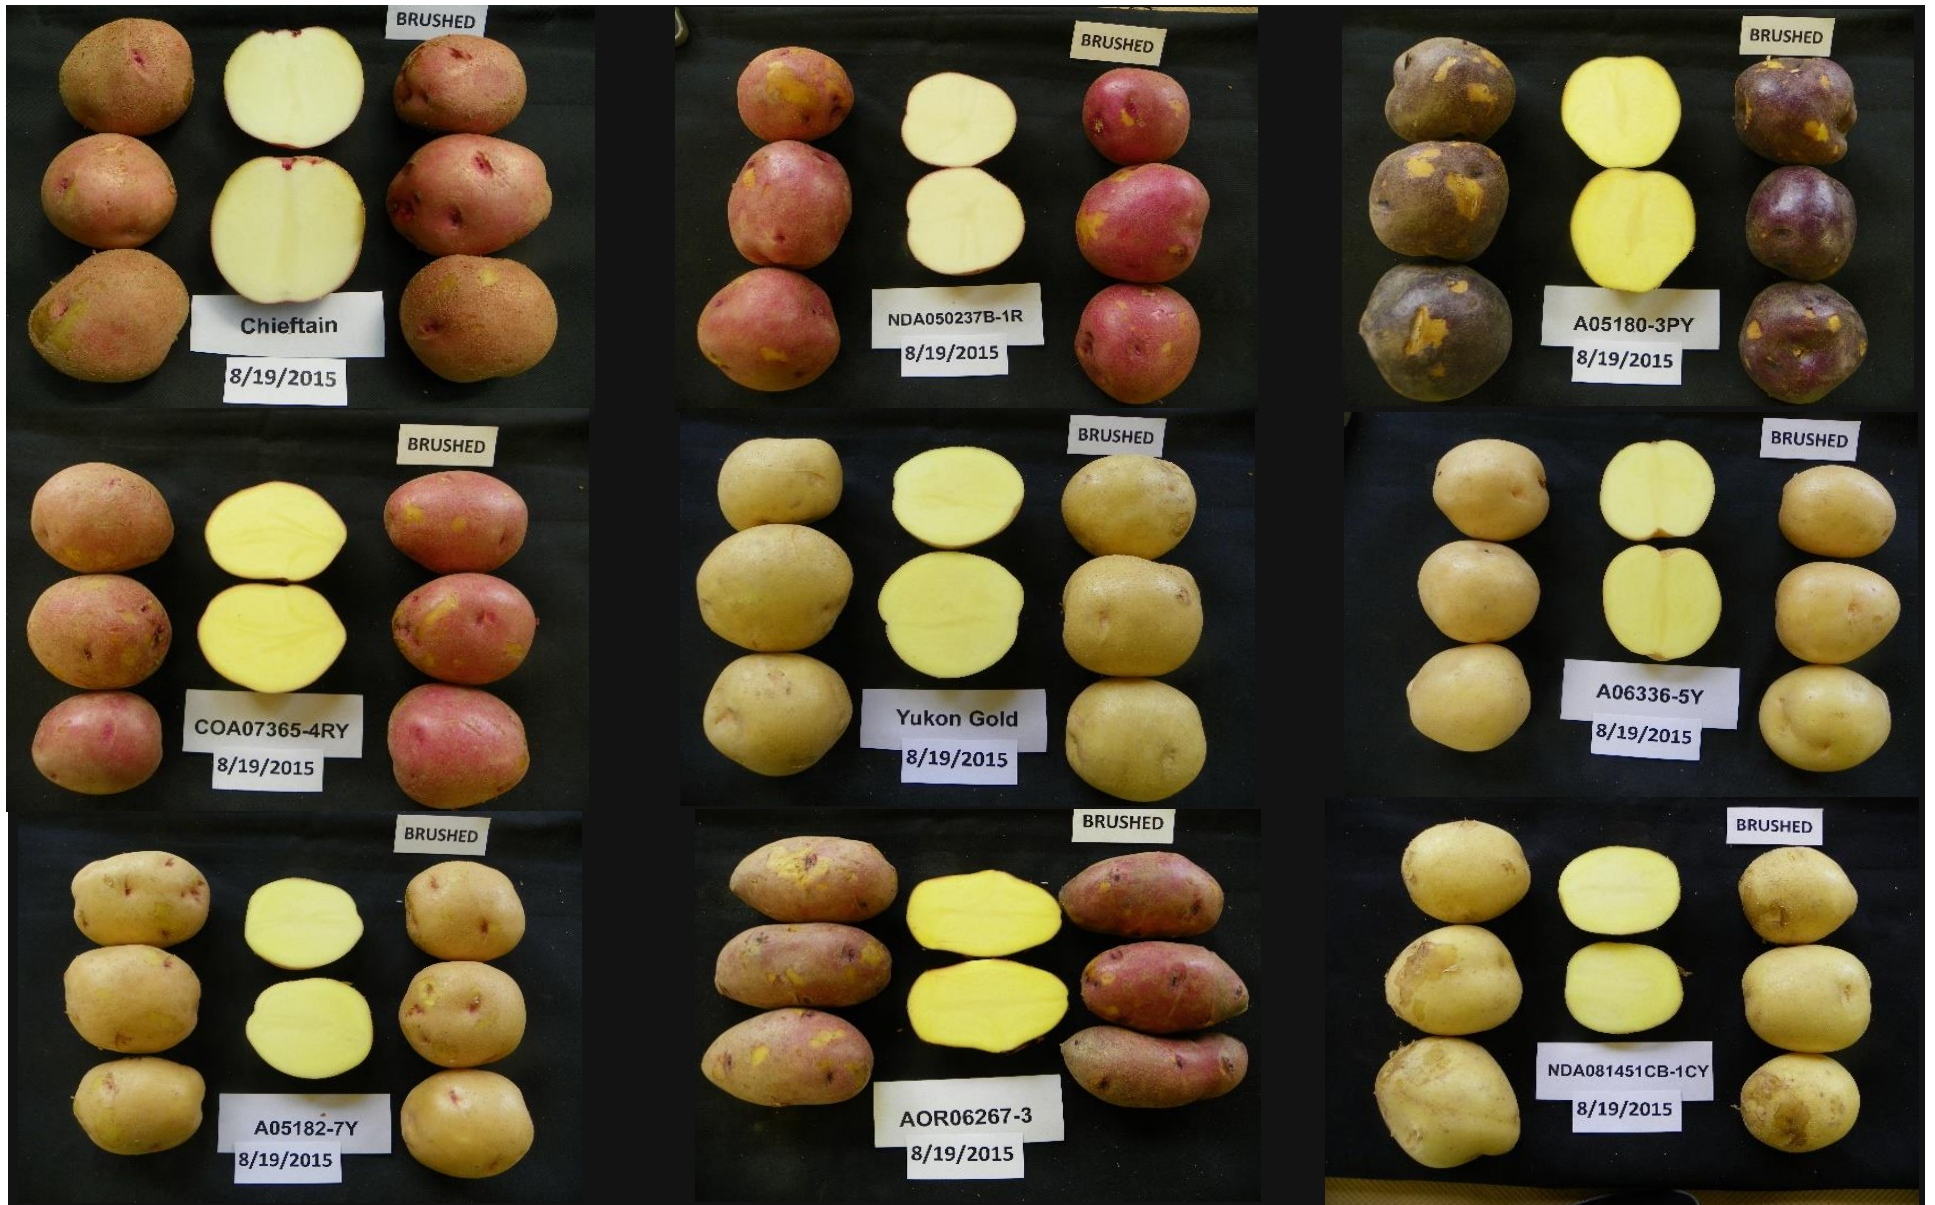 BRUSHED
Chieftain
8/19/2015
BRUSHED
NDA050237B-1R
8/19/2015
BRUSHED
A05180-3PY
8/19/2015
BRUSHED
COA07365-4RY
8/19/2015
BRUSHED
Yukon Gold
8/19/2015
BRUSHED
A06336-5Y
8/19/2015
BRUSHED
A05182-7Y
8/19/2015
BRUSHED
AOR06267-3
8/19/2015
BRUSHED
NDA081451CB-1CY
8/19/2015